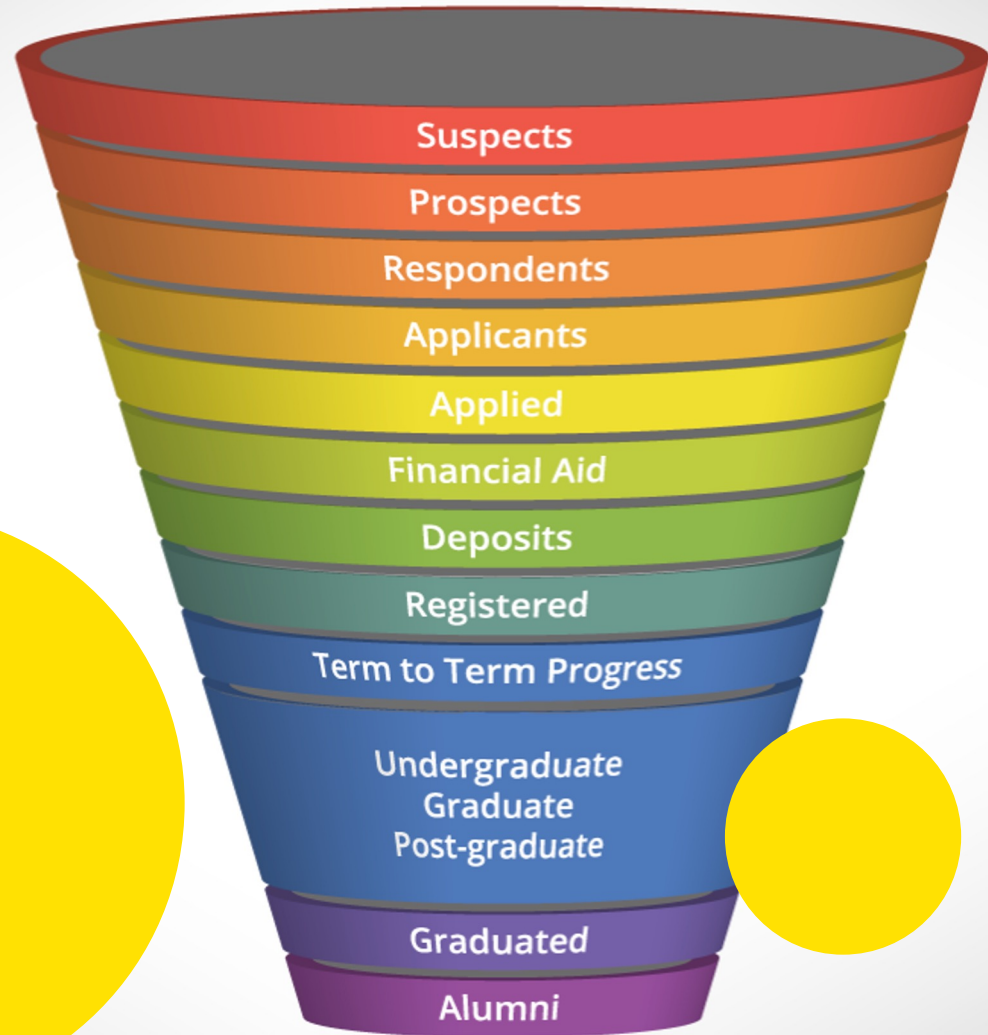 Suspects
Prospects
Respondents
Applicants
Applied
Financial Aid
Deposits
Registered
Term to Term Progress
Undergraduate
Graduate
Post-graduate
Graduated
Alumni